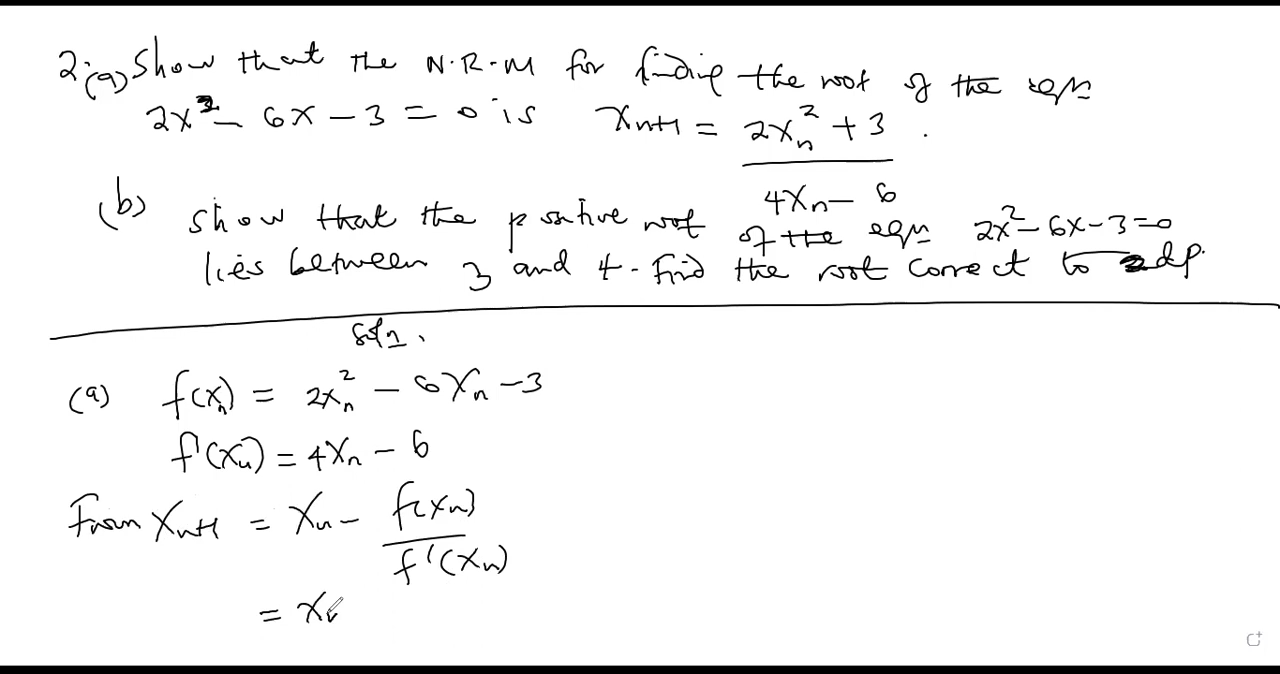 2.(a) Show that the N.R.M for finding the root of the eqn
2x² - 6x - 3 = 0 is xₙ₊₁ = (2xₙ² + 3)/(4xₙ - 6).
(b) Show that the positive root of the eqn 2x² - 6x - 3 = 0
lies between 3 and 4. Find the root correct to 2dp.
Soln.
(a) f(xₙ) = 2xₙ² - 6xₙ - 3
f'(xₙ) = 4xₙ - 6
From xₙ₊₁ = xₙ - f(xₙ)/f'(xₙ)
= x